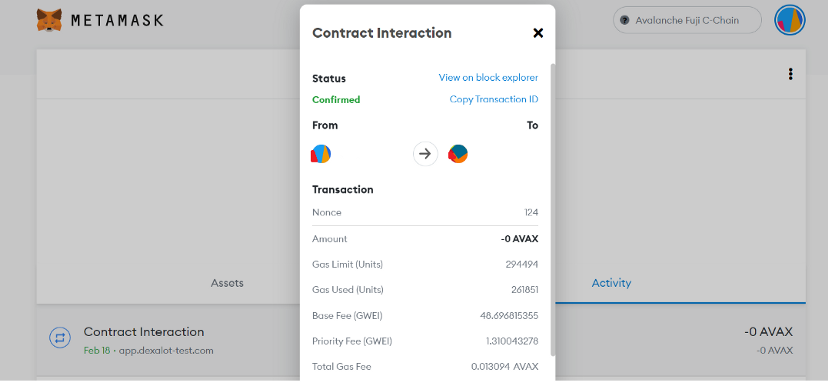 METAMASK
? Avalanche Fuji C-Chain
Contract Interaction
Status View on block explorer
Confirmed Copy Transaction ID
From To
Transaction
Nonce 124
Amount -0 AVAX
Gas Limit (Units) 294494
Gas Used (Units) 261851
Base Fee (GWEI) 48.696815355
Priority Fee (GWEI) 1.310043278
Total Gas Fee 0.013094 AVAX
Assets Activity
Contract Interaction -0 AVAX
Feb 18 · app.dexalot-test.com -0 AVAX